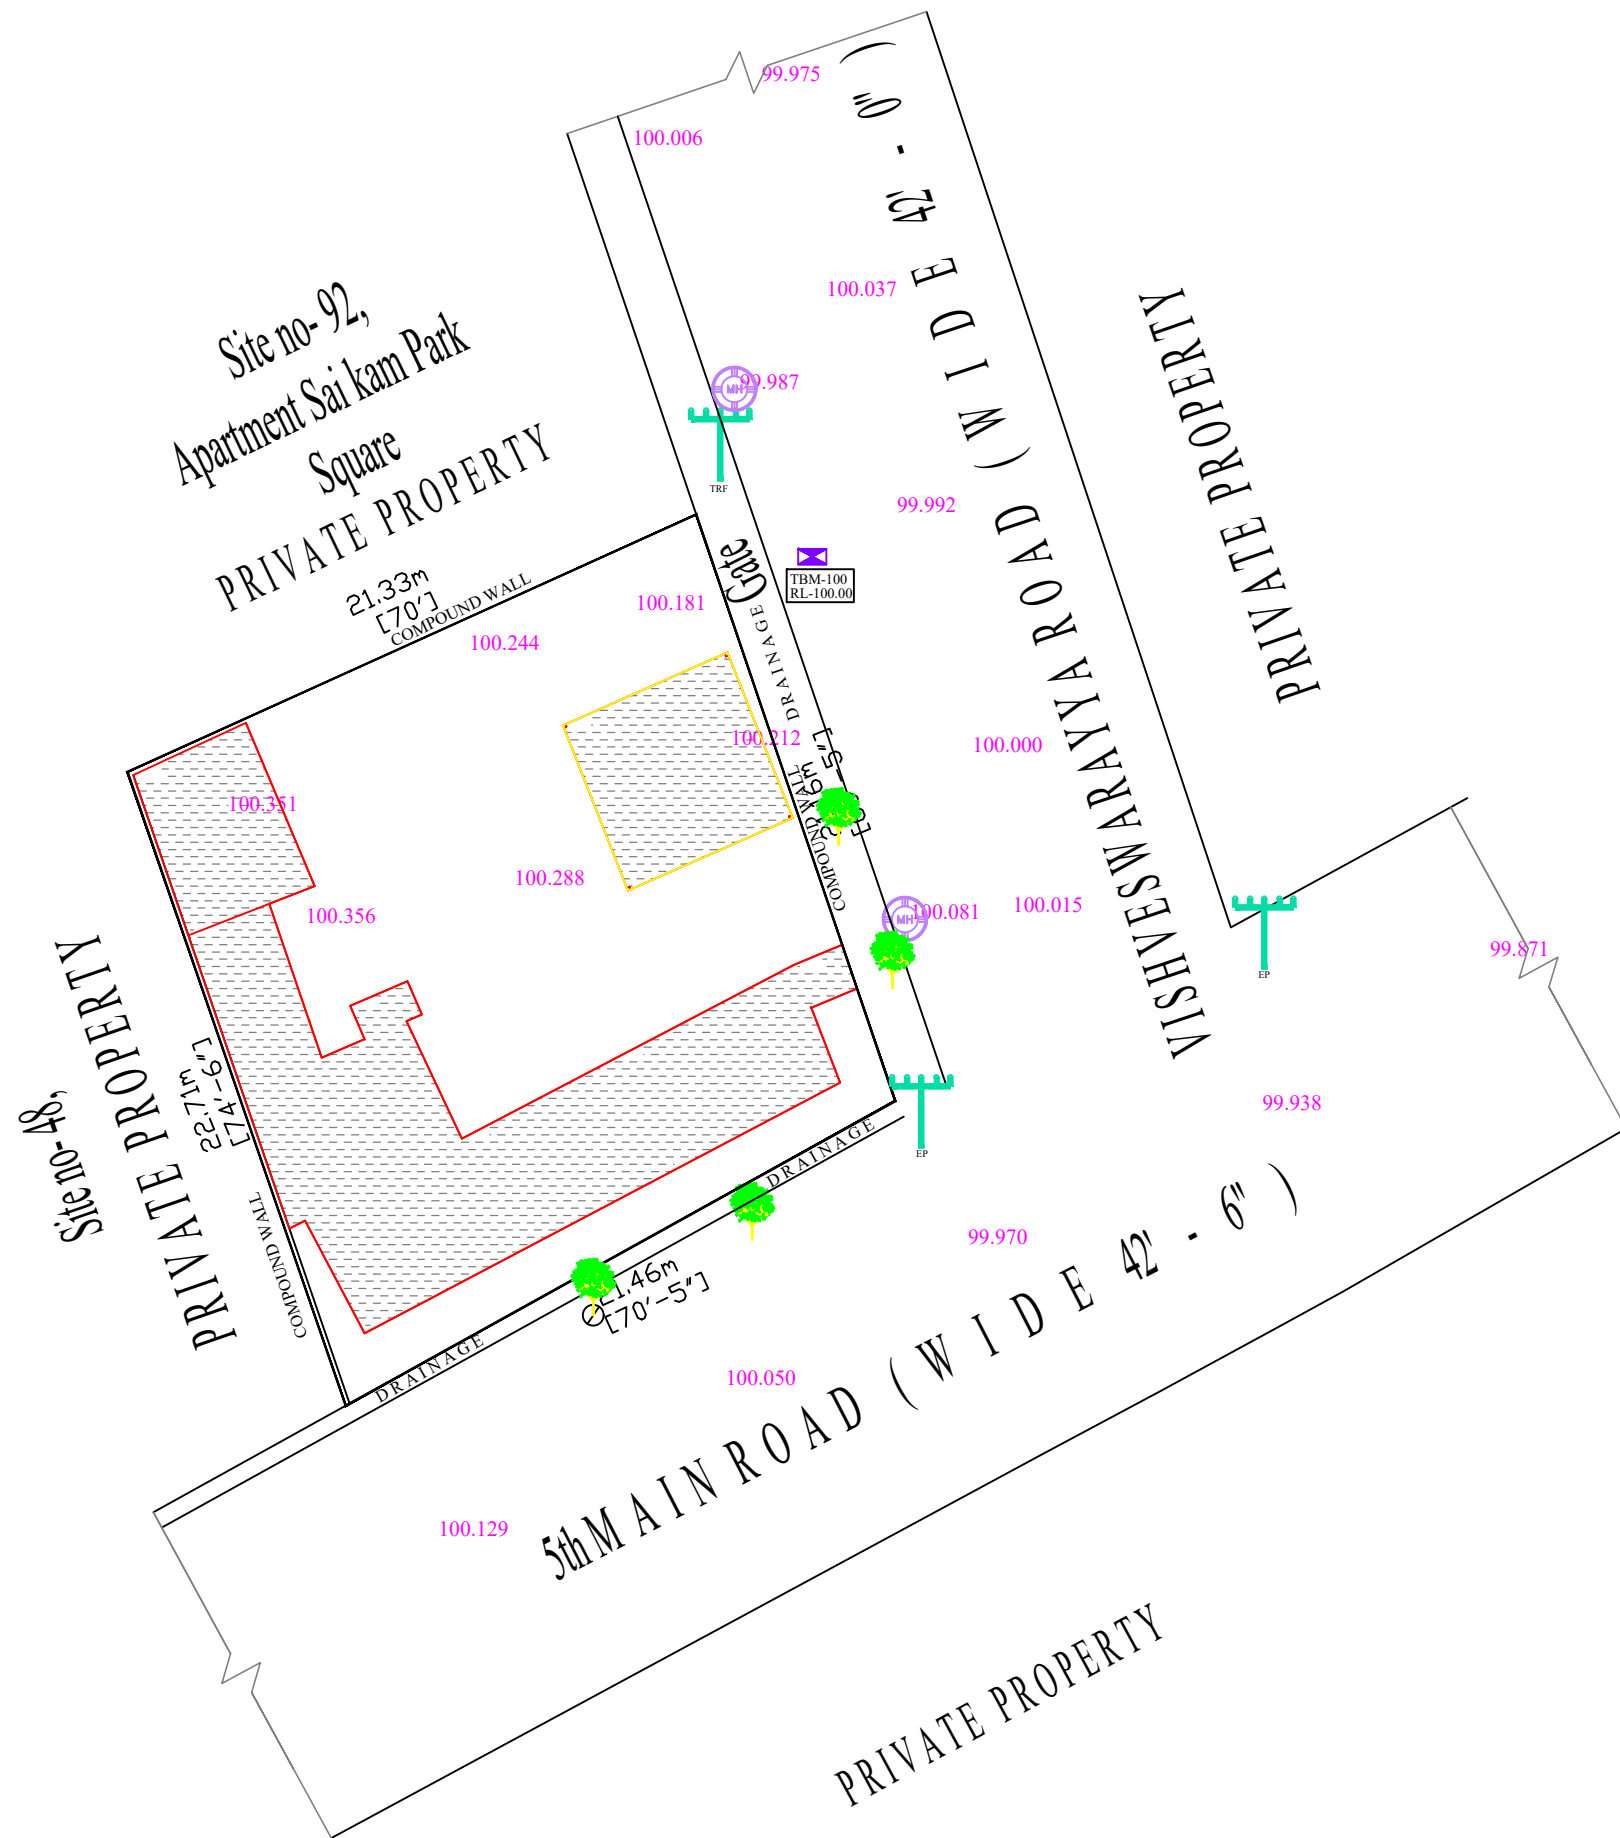 99.975
100.006
VISHVESWARAYYA ROAD ( W I D E 42' - 0" )
100.037
Site no- 92,
Apartment Sai kam Park
Square
PRIVATE PROPERTY
PRIVATE PROPERTY
99.987
MH
TRF
99.992
Gate
TBM-100
RL-100.00
21.33m
[70']
COMPOUND WALL
100.181
100.244
DRAINAGE
100.212
100.000
COMPOUND WALL
100.351
100.288
100.356
MH
100.081
100.015
EP
99.871
Site no- 48,
PRIVATE PROPERTY
22.71m
[74'-6"]
COMPOUND WALL
99.938
EP
DRAINAGE
99.970
21.46m
[70'-5"]
DRAINAGE
100.050
5th M A I N R O A D ( W I D E 42' - 6" )
100.129
PRIVATE PROPERTY